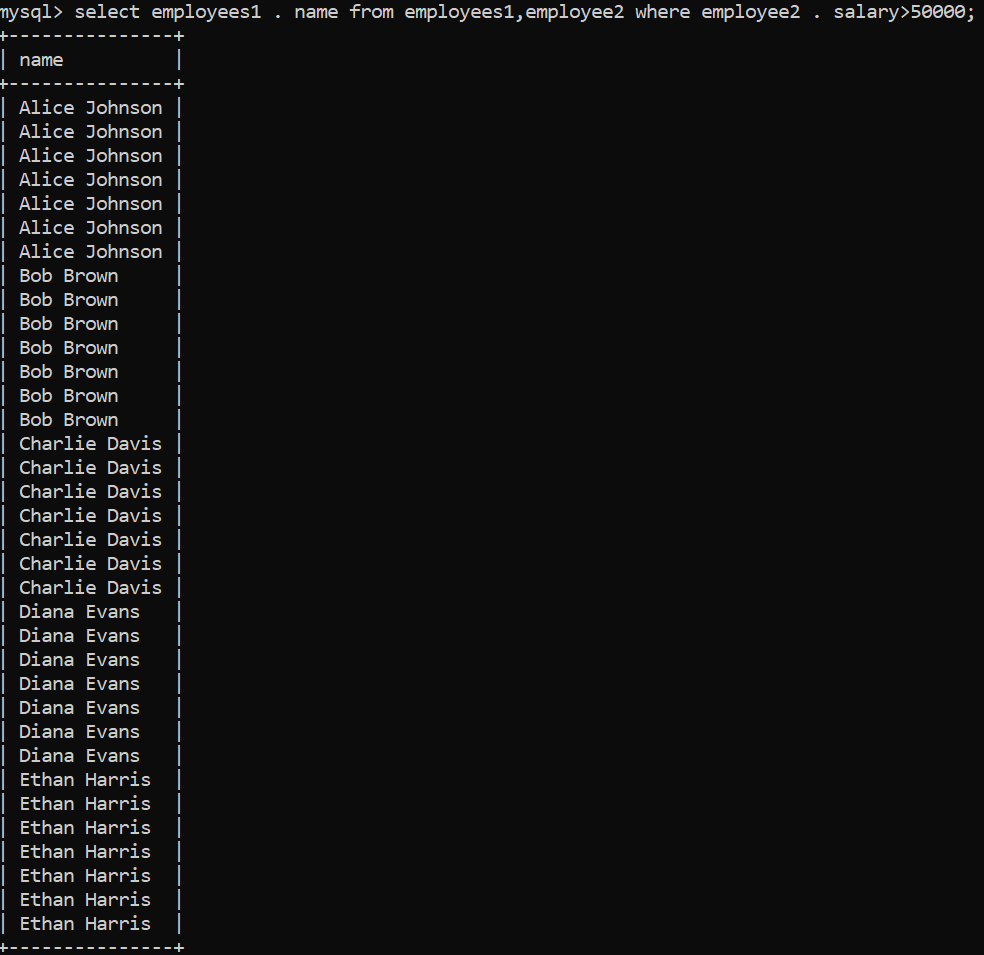 mysql> select employees1 . name from employees1,employee2 where employee2 . salary>50000;
+---------------+
| name          |
+---------------+
| Alice Johnson |
| Alice Johnson |
| Alice Johnson |
| Alice Johnson |
| Alice Johnson |
| Alice Johnson |
| Alice Johnson |
| Bob Brown     |
| Bob Brown     |
| Bob Brown     |
| Bob Brown     |
| Bob Brown     |
| Bob Brown     |
| Bob Brown     |
| Charlie Davis |
| Charlie Davis |
| Charlie Davis |
| Charlie Davis |
| Charlie Davis |
| Charlie Davis |
| Charlie Davis |
| Diana Evans   |
| Diana Evans   |
| Diana Evans   |
| Diana Evans   |
| Diana Evans   |
| Diana Evans   |
| Diana Evans   |
| Ethan Harris  |
| Ethan Harris  |
| Ethan Harris  |
| Ethan Harris  |
| Ethan Harris  |
| Ethan Harris  |
| Ethan Harris  |
+---------------+